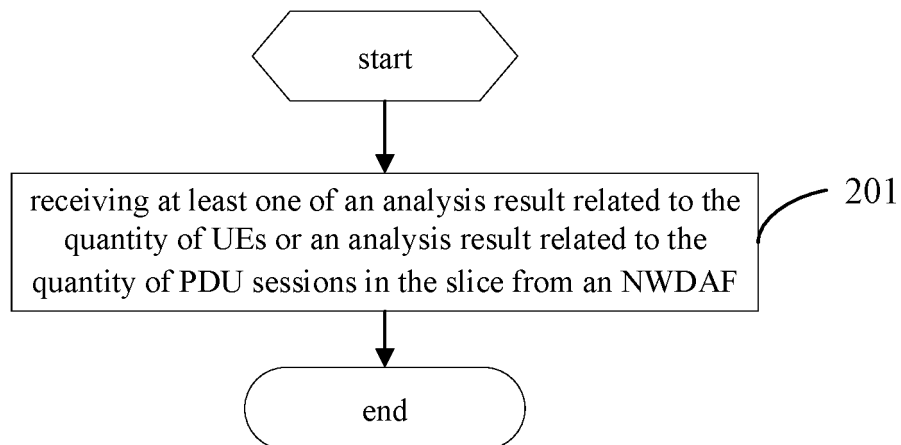 start
receiving at least one of an analysis result related to the
quantity of UEs or an analysis result related to the
quantity of PDU sessions in the slice from an NWDAF
201
end